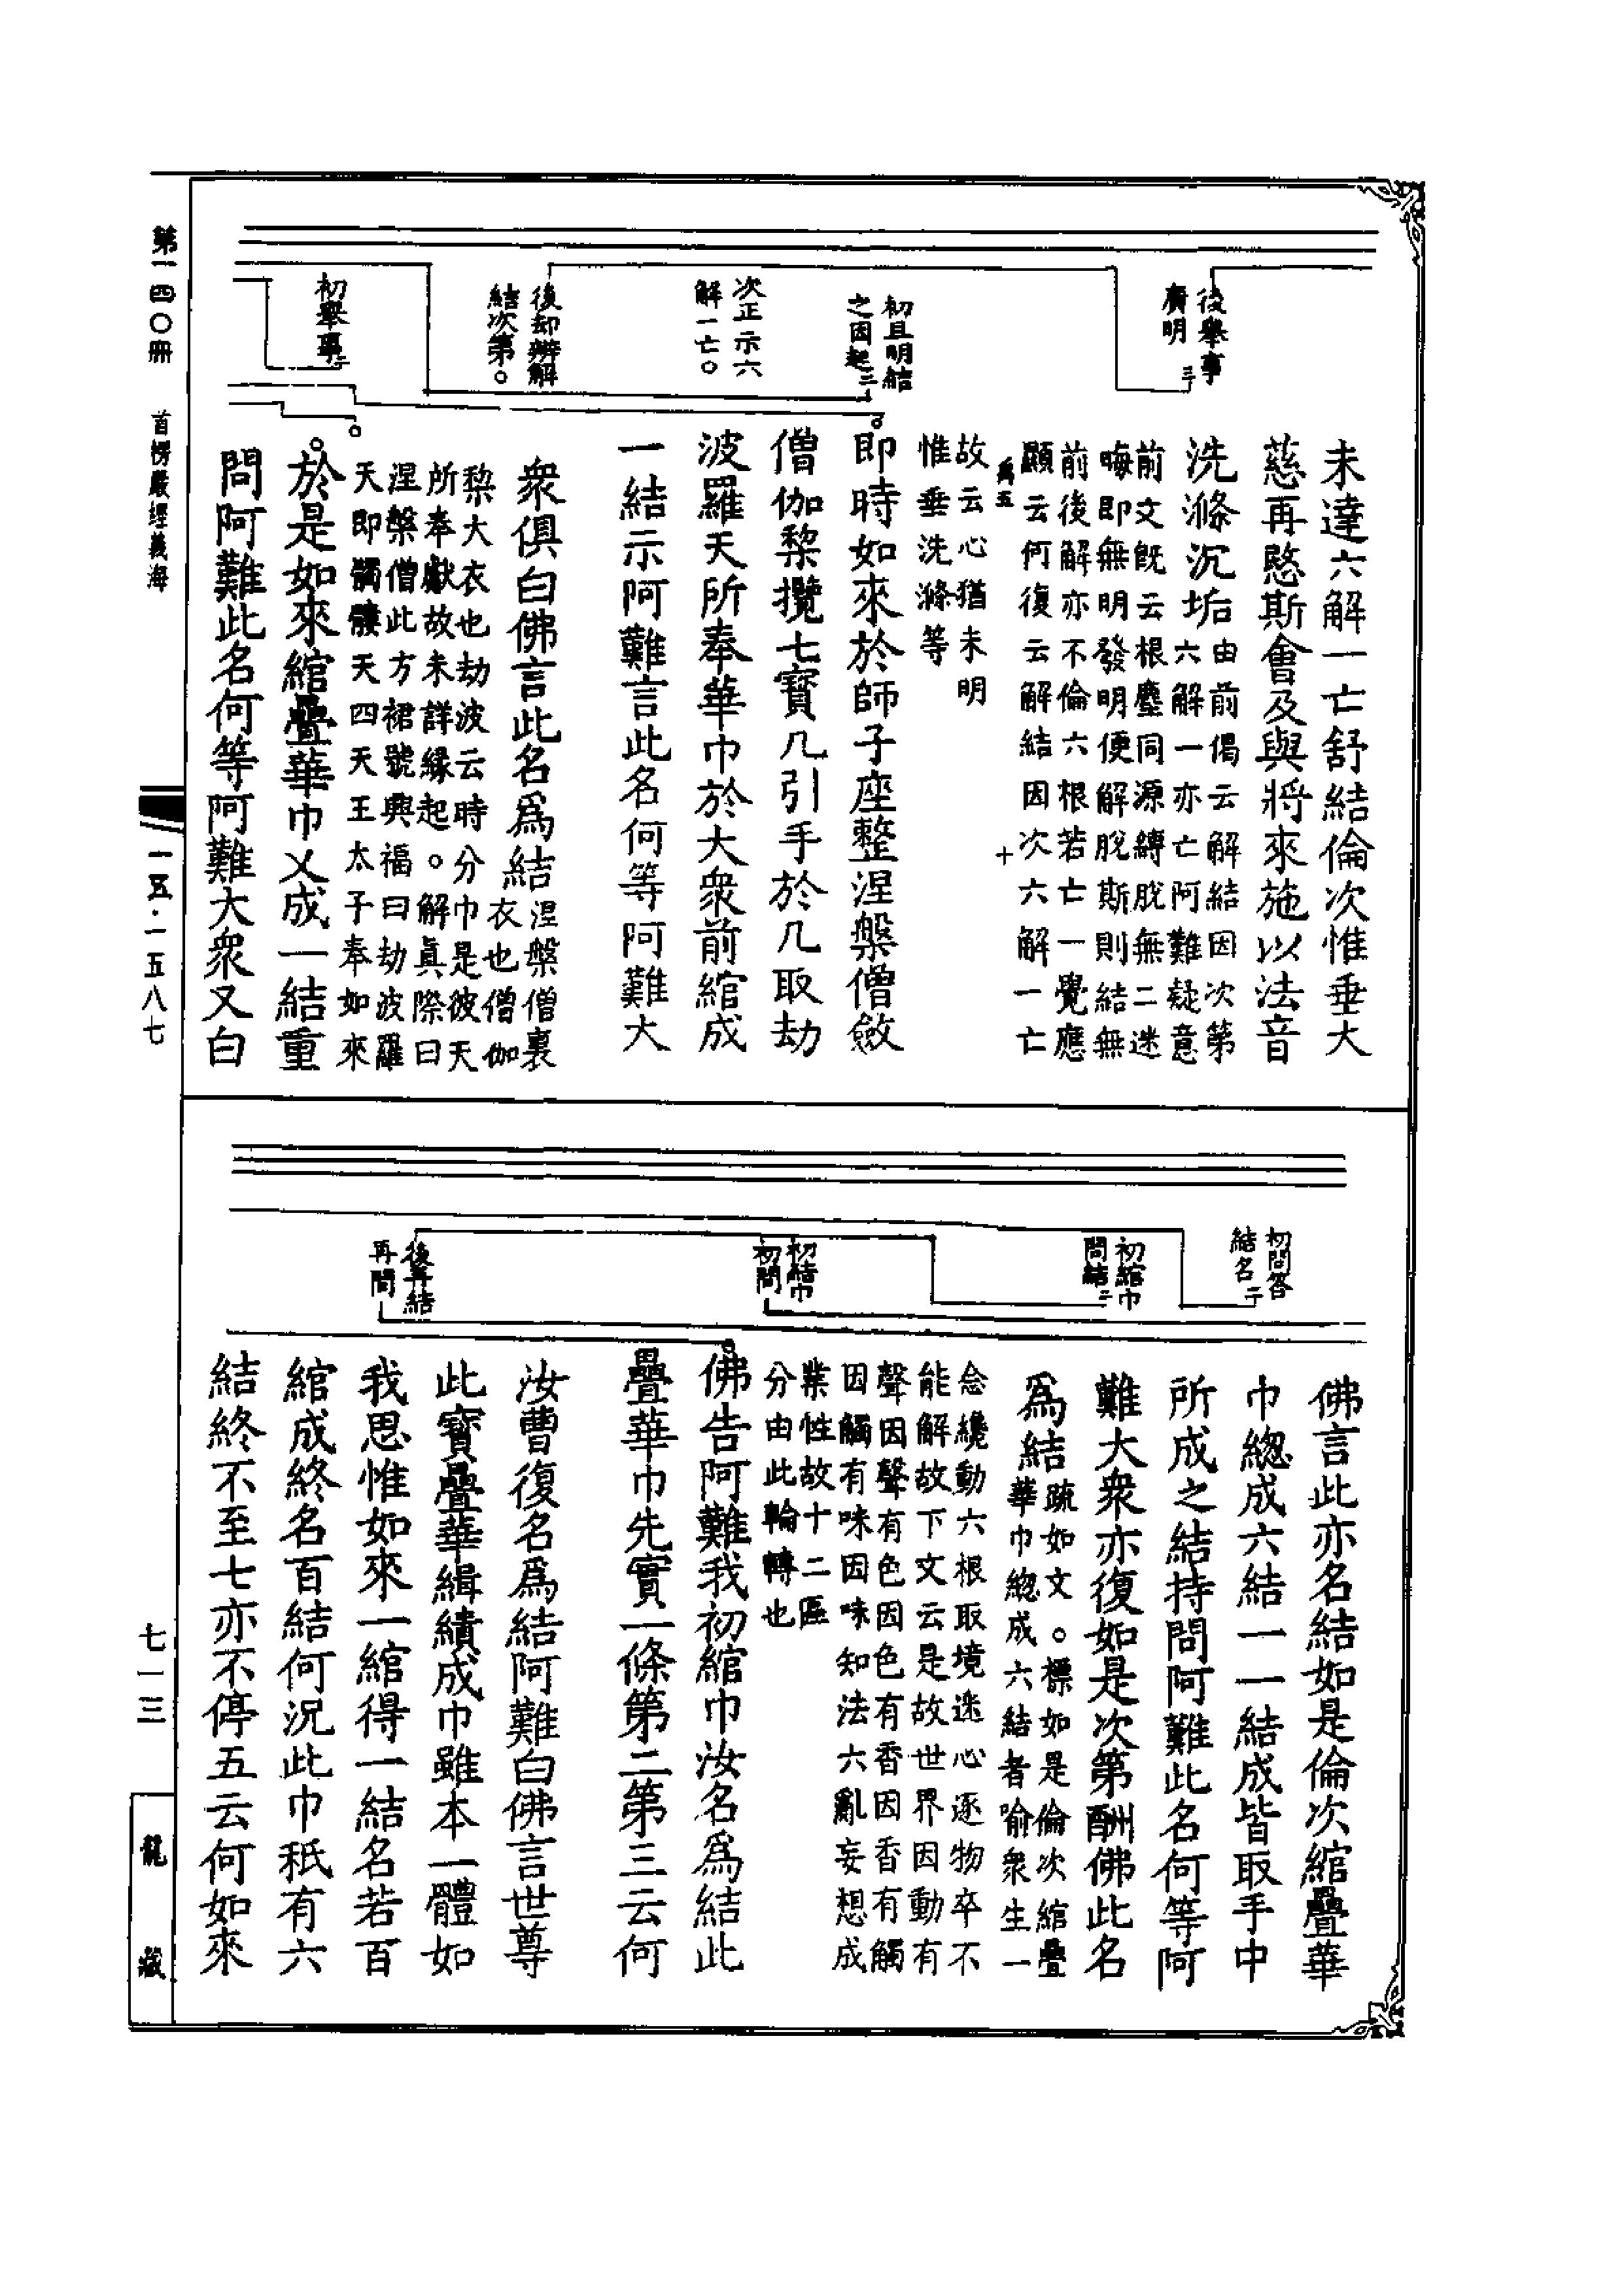 後舉事
廣明三
初且明結
之因起三
次正示六
解一亡〇
後却辨解
結次第〇
初舉事二
未達六解一亡舒結倫次惟垂大
慈再愍斯會及與將來施以法音
洗滌沉垢由前偈云解結因次第
六解一亦亡阿難疑意
前文既云根塵同源縛脫無二迷
晦即無明發明便解脫斯則結無
前後解亦不倫六根若亡一覺應
顯云何復云解結因次六解一亡
故云心猶未明
惟垂洗滌等
即時如來於師子座整涅槃僧斂
僧伽黎攬七寶几引手於几取劫
波羅天所奉華巾於大衆前綰成
一結示阿難言此名何等阿難大
衆俱白佛言此名爲結涅槃僧裏
衣也僧伽
黎大衣也劫波云時分巾是彼天
所奉獻故未詳緣起。解眞際曰
涅槃僧此方裙號興福曰劫波羅
天即髑髏天四天王太子奉如來
於是如來綰疊華巾又成一結重
問阿難此名何等阿難大衆又白
初問答
結名二
初綰巾
問結二
初結巾
初問
後再結
再問
佛言此亦名結如是倫次綰疊華
巾緫成六結一一結成皆取手中
所成之結持問阿難此名何等阿
難大衆亦復如是次第酬佛此名
爲結疏如文。標如是倫次綰疊
華巾緫成六結者喻衆生一
念纔動六根取境迷心逐物卒不
能解故下文云是故世界因動有
聲因聲有色因色有香因香有觸
因觸有味因味知法六亂妄想成
業性故十二區
分由此輪轉也
佛告阿難我初綰巾汝名爲結此
疊華巾先實一條第二第三云何
汝曹復名爲結阿難白佛言世尊
此寶疊華緝績成巾雖本一體如
我思惟如來一綰得一結名若百
綰成終名百結何況此巾秖有六
結終不至七亦不停五云何如來
第一四〇冊
首楞嚴經義海
一五·一五八七
七一三
龍藏